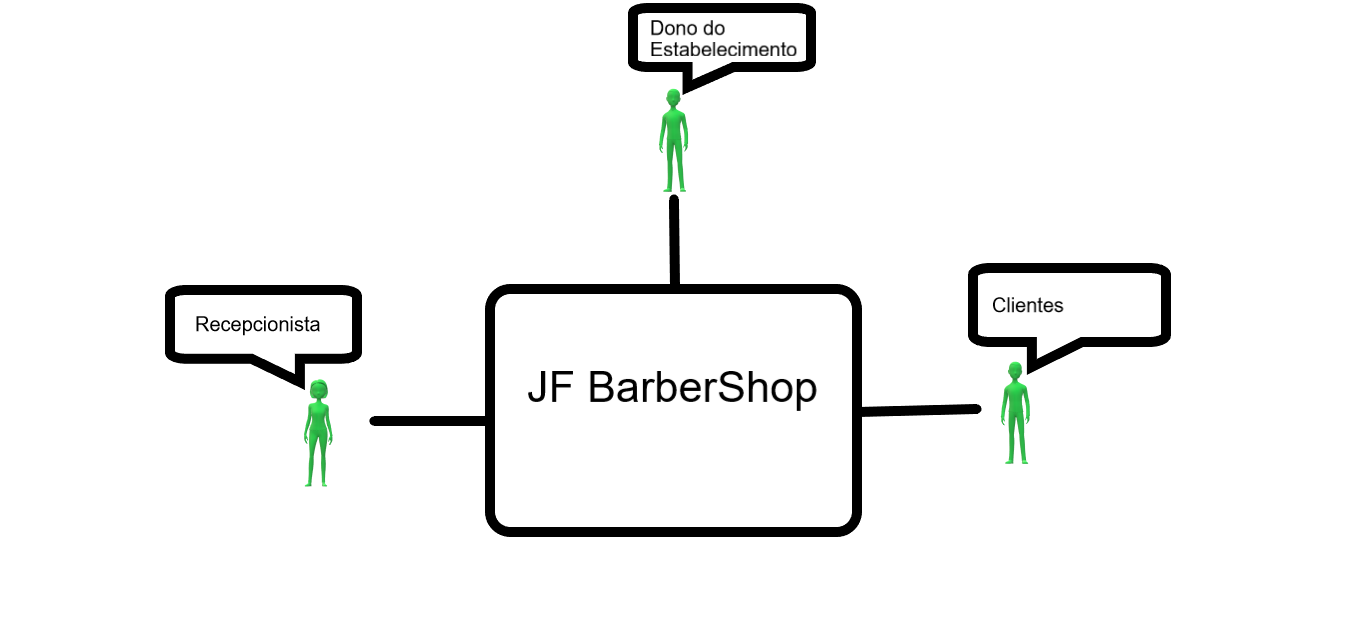 Dono do
Estabelecimento
Recepcionista
Clientes
JF BarberShop